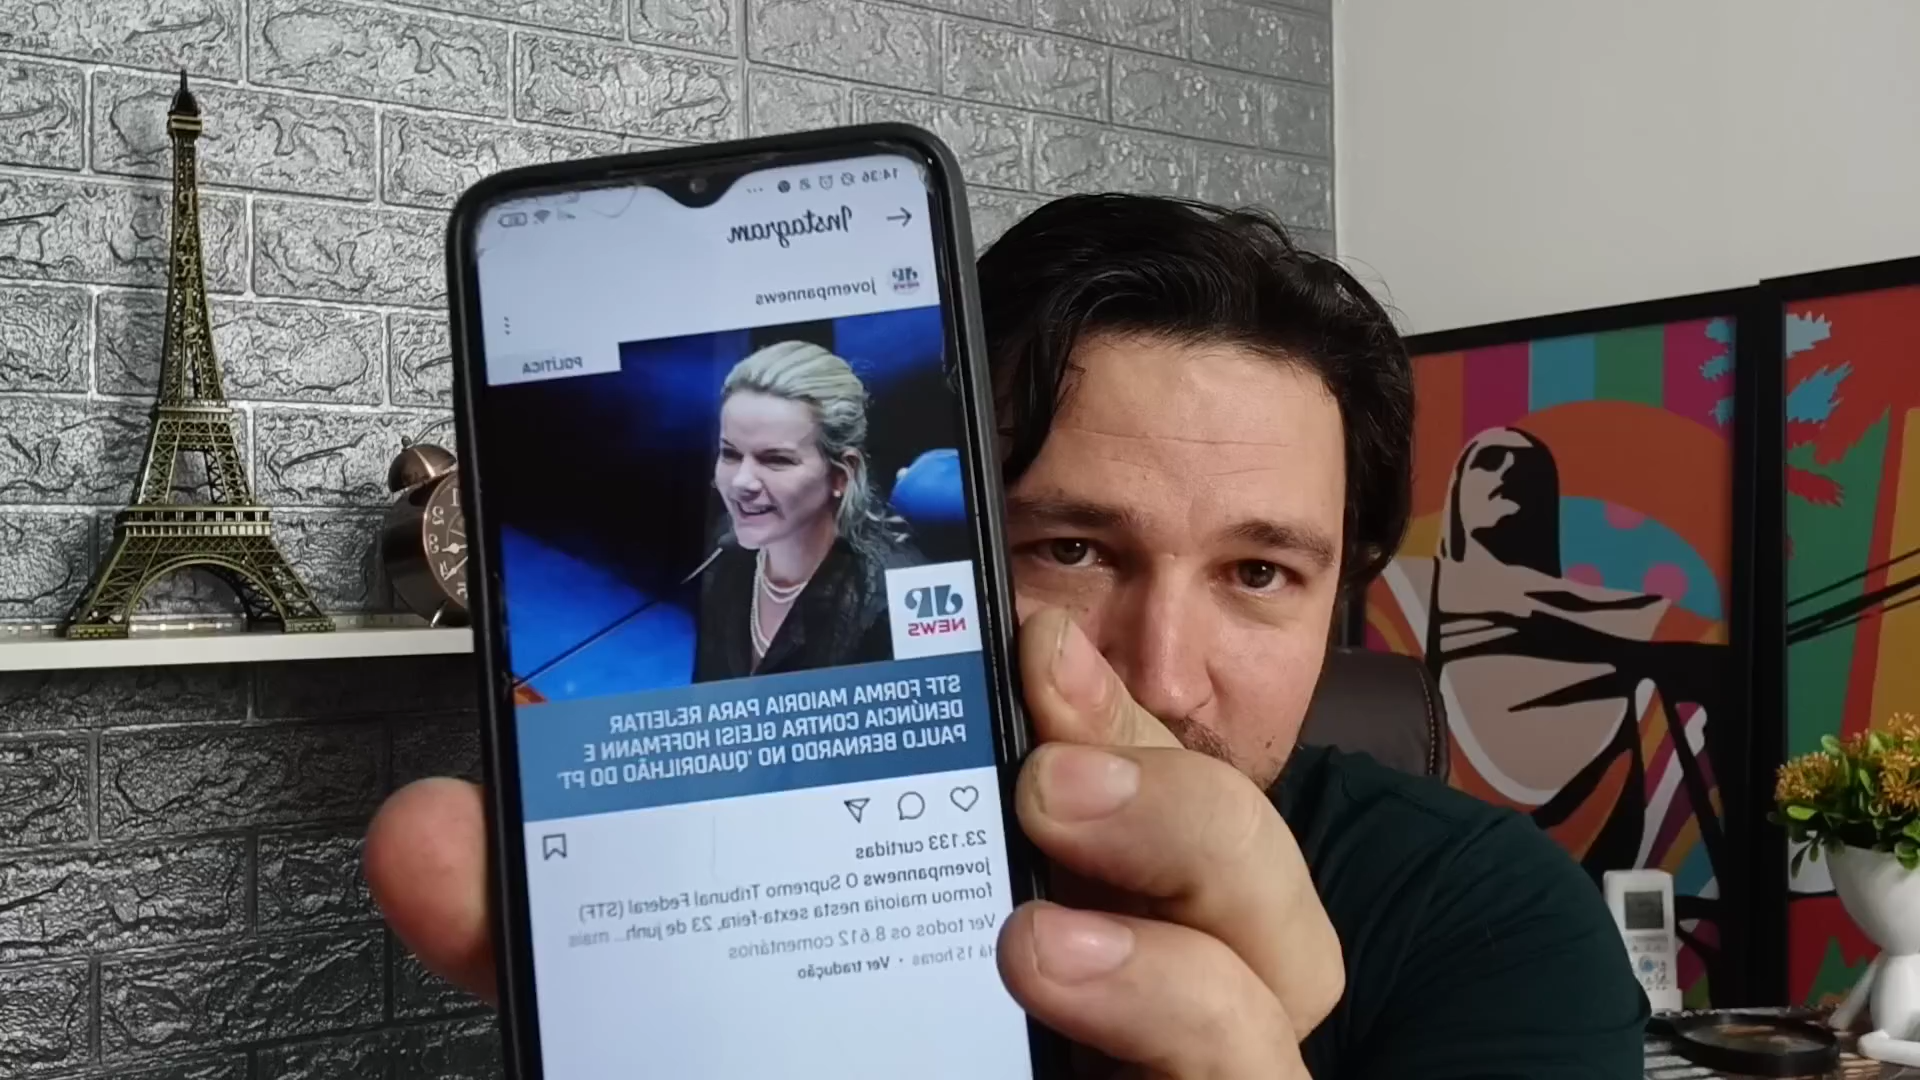 14:36
Instagram
jovempannews
POLÍTICA
JP
NEWS
STF FORMA MAIORIA PARA REJEITAR
DENÚNCIA CONTRA GLEISI HOFFMANN E
PAULO BERNARDO NO 'QUADRILHÃO DO PT'
23.133 curtidas
jovempannews O Supremo Tribunal Federal (STF)
formou maioria nesta sexta-feira, 23 de junh... mais
Ver todos os 8.612 comentários
Há 15 horas • Ver tradução